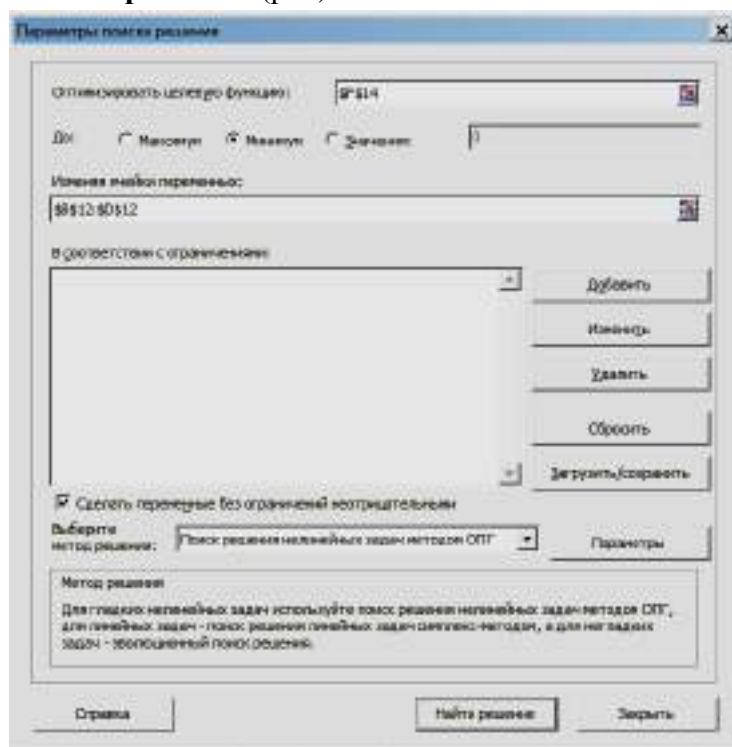 Параметры поиска решения
Оптимизировать целевую функцию: $F$14
До: Максимум Минимум Значения: 0
Изменяя ячейки переменных:
$B$12:$D$12
В соответствии с ограничениями:
Добавить
Изменить
Удалить
Сбросить
Загрузить/сохранить
Сделать переменные без ограничений неотрицательными
Выберите
метод решения: Поиск решения нелинейных задач методом ОПГ Параметры
Метод решения
Для гладких нелинейных задач используйте поиск решения нелинейных задач методом ОПГ,
для линейных задач - поиск решения линейных задач симплекс-методом, а для негладких
задач - эволюционный поиск решения.
Справка Найти решение Закрыть